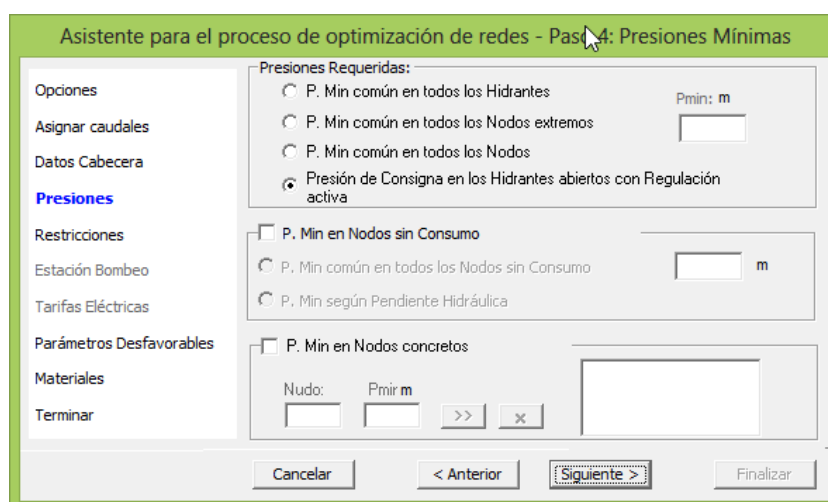 Asistente para el proceso de optimización de redes - Paso 4: Presiones Mínimas
Opciones
Asignar caudales
Datos Cabecera
Presiones
Restricciones
Estación Bombeo
Tarifas Eléctricas
Parámetros Desfavorables
Materiales
Terminar
Presiones Requeridas:
P. Min común en todos los Hidrantes
P. Min común en todos los Nodos extremos
P. Min común en todos los Nodos
Presión de Consigna en los Hidrantes abiertos con Regulación
activa
Pmin: m
P. Min en Nodos sin Consumo
P. Min común en todos los Nodos sin Consumo
m
P. Min según Pendiente Hidráulica
P. Min en Nodos concretos
Nudo:
Pmir m
>>
x
Cancelar
< Anterior
Siguiente >
Finalizar